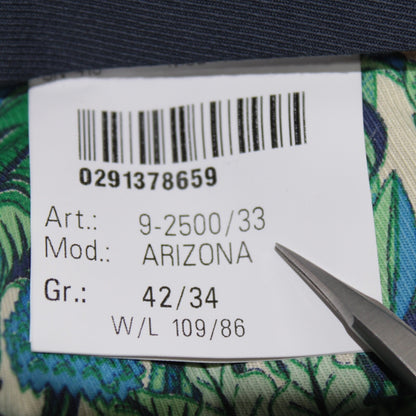 0291378659
Art.: 9-2500/33
Mod.: ARIZONA
Gr.: 42/34
W/L 109/86